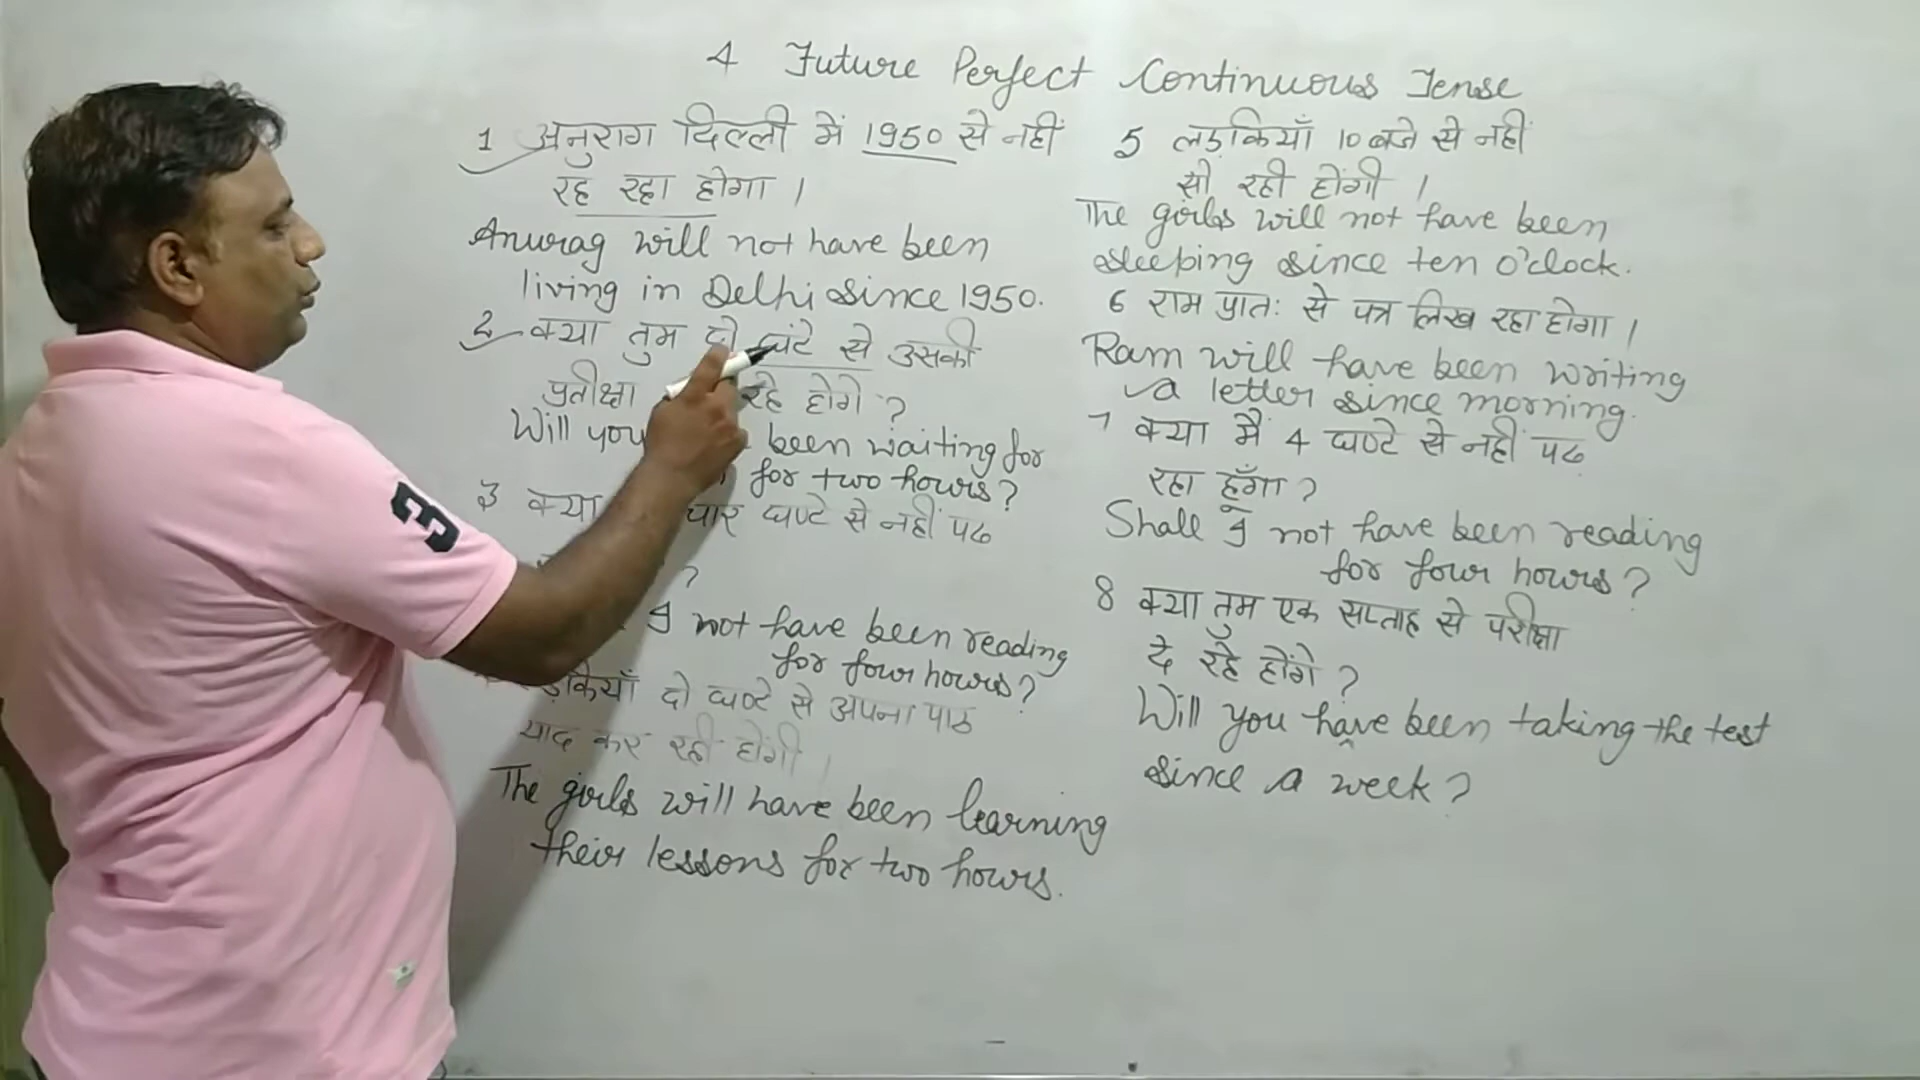 4 Future Perfect Continuous Tense
1 अनुराग दिल्ली में 1950 से नहीं
रह रहा होगा ।
Anurag will not have been
living in Delhi since 1950.
2 क्या तुम दो घंटे से उसकी
प्रतीक्षा रहे होगे ?
Will you been waiting for
for two hours?
3 क्या चार घण्टे से नहीं पढ
?
I not have been reading
for four hours?
दो घण्टे से अपना पाठ
याद कर रही होंगी ।
The girls will have been learning
their lessons for two hours.
5 लड़कियाँ 10 बजे से नहीं
सो रही होंगी ।
The girls will not have been
sleeping since ten o'clock.
6 राम प्रातः से पत्र लिख रहा होगा ।
Ram will have been writing
a letter since morning.
7 क्या मैं 4 घण्टे से नहीं पढ
रहा हूँगा ?
Shall I not have been reading
for four hours?
8 क्या तुम एक सप्ताह से परीक्षा
दे रहे होंगे ?
Will you have been taking the test
since a week?
3